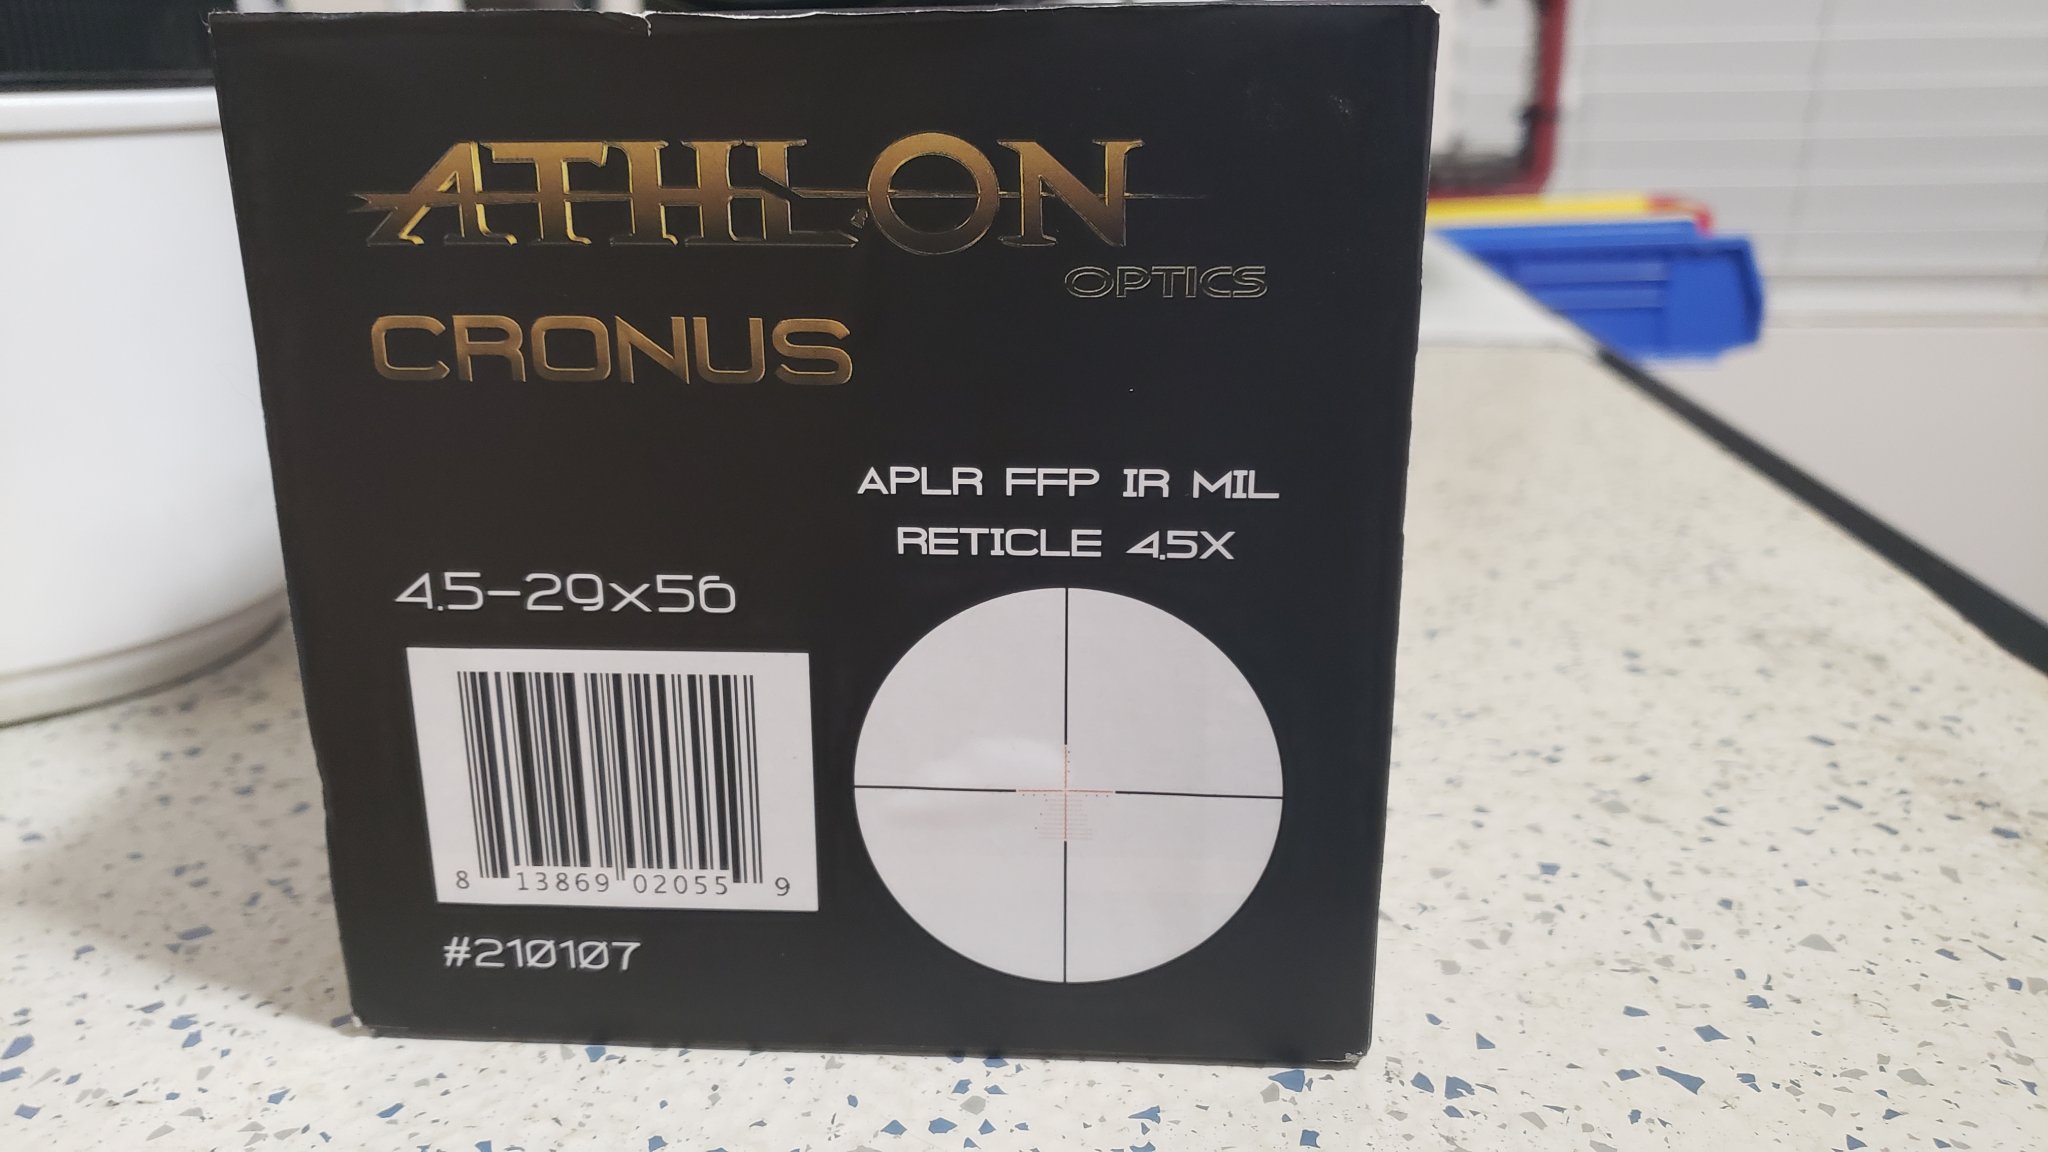 ATHLON
OPTICS
CRONUS
APLR FFP IR MIL
RETICLE 4.5X
4.5-29x56
8 13869 02055 9
#210107